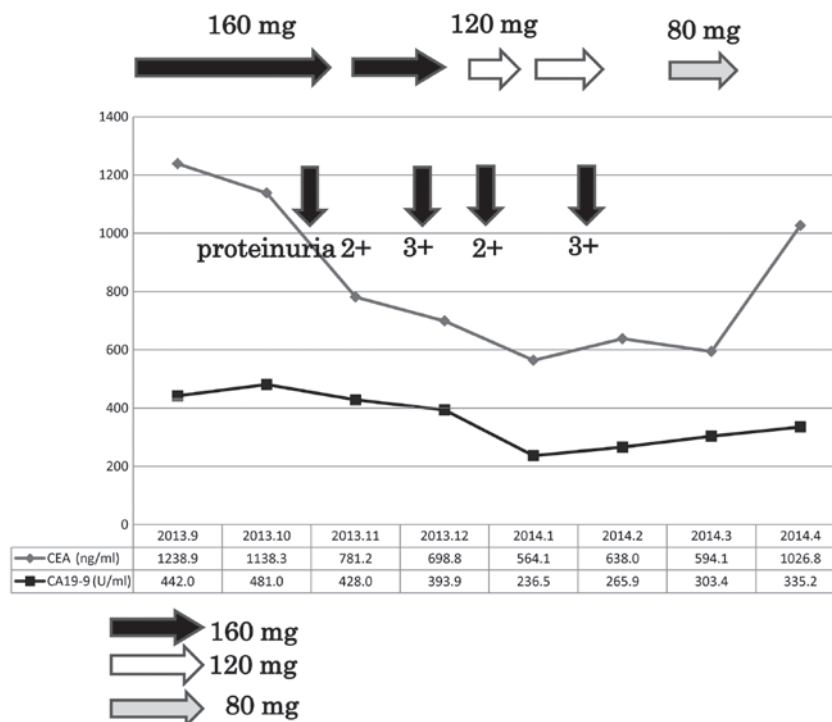 160 mg 120 mg 80 mg
1400
1200
1000
proteinuria 2+ 3+ 2+ 3+
800
600
400
200
0
2013.9 2013.10 2013.11 2013.12 2014.1 2014.2 2014.3 2014.4
CEA (ng/ml) 1238.9 1138.3 781.2 698.8 564.1 638.0 594.1 1026.8
CA19-9 (U/ml) 442.0 481.0 428.0 393.9 236.5 265.9 303.4 335.2
160 mg
120 mg
80 mg